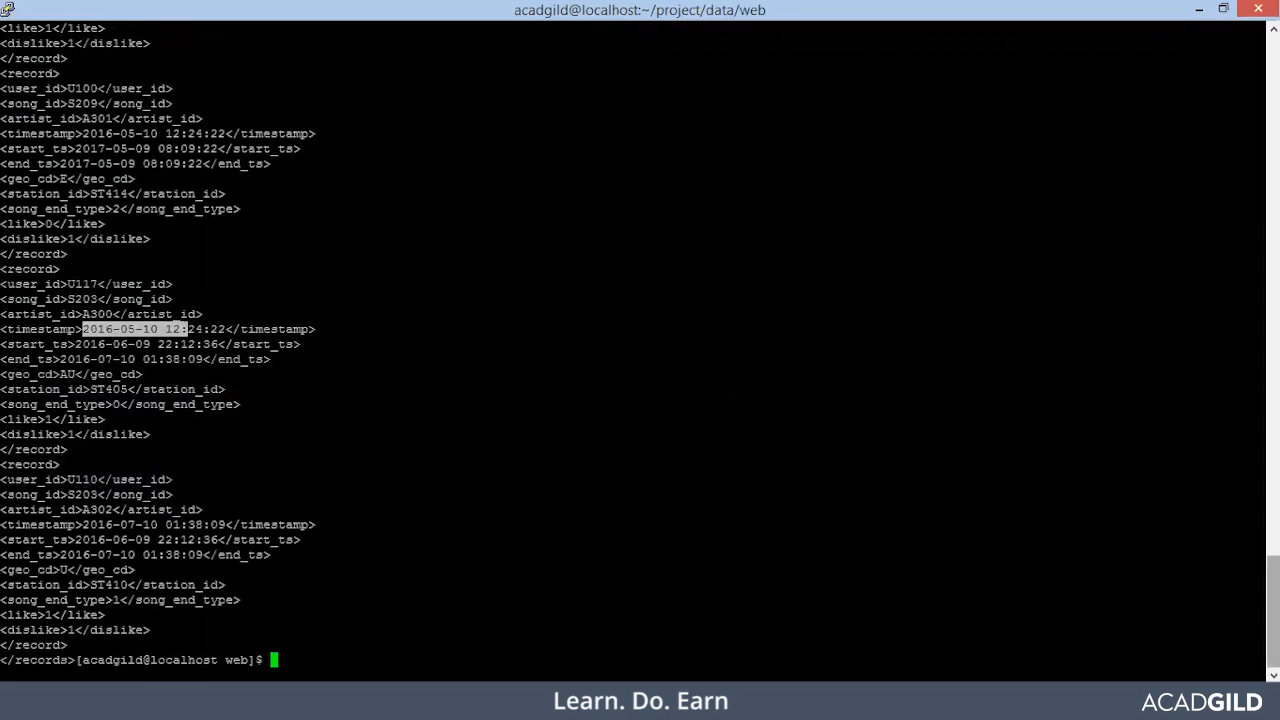 acadgild@localhost:~/project/data/web
<like>1</like>
<dislike>1</dislike>
</record>
<record>
<user_id>U100</user_id>
<song_id>S209</song_id>
<artist_id>A301</artist_id>
<timestamp>2016-05-10 12:24:22</timestamp>
<start_ts>2017-05-09 08:09:22</start_ts>
<end_ts>2017-05-09 08:09:22</end_ts>
<geo_cd>E</geo_cd>
<station_id>ST414</station_id>
<song_end_type>2</song_end_type>
<like>0</like>
<dislike>1</dislike>
</record>
<record>
<user_id>U117</user_id>
<song_id>S203</song_id>
<artist_id>A300</artist_id>
<timestamp>2016-05-10 12:24:22</timestamp>
<start_ts>2016-06-09 22:12:36</start_ts>
<end_ts>2016-07-10 01:38:09</end_ts>
<geo_cd>AU</geo_cd>
<station_id>ST405</station_id>
<song_end_type>0</song_end_type>
<like>1</like>
<dislike>1</dislike>
</record>
<record>
<user_id>U110</user_id>
<song_id>S203</song_id>
<artist_id>A302</artist_id>
<timestamp>2016-07-10 01:38:09</timestamp>
<start_ts>2016-06-09 22:12:36</start_ts>
<end_ts>2016-07-10 01:38:09</end_ts>
<geo_cd>U</geo_cd>
<station_id>ST410</station_id>
<song_end_type>1</song_end_type>
<like>1</like>
<dislike>1</dislike>
</record>
</records>[acadgild@localhost web]$
Learn. Do. Earn
ACADGILD